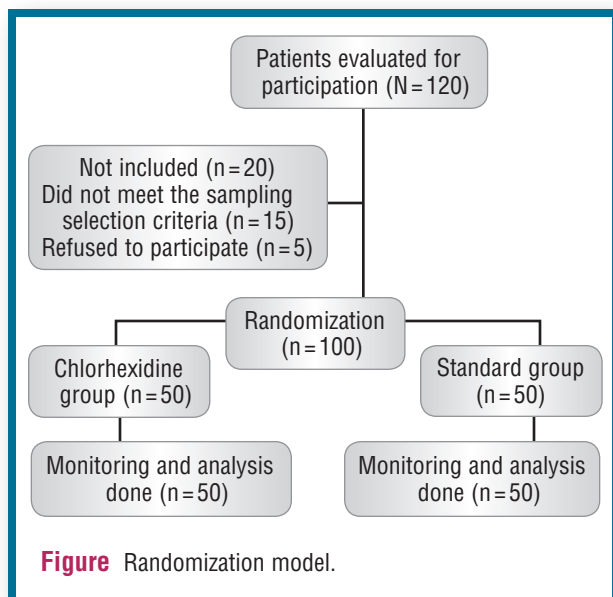 Patients evaluated for
participation (N=120)
Not included (n=20)
Did not meet the sampling
selection criteria (n=15)
Refused to participate (n=5)
Randomization
(n=100)
Chlorhexidine
group (n=50)
Standard group
(n=50)
Monitoring and analysis
done (n=50)
Monitoring and analysis
done (n=50)
Figure Randomization model.